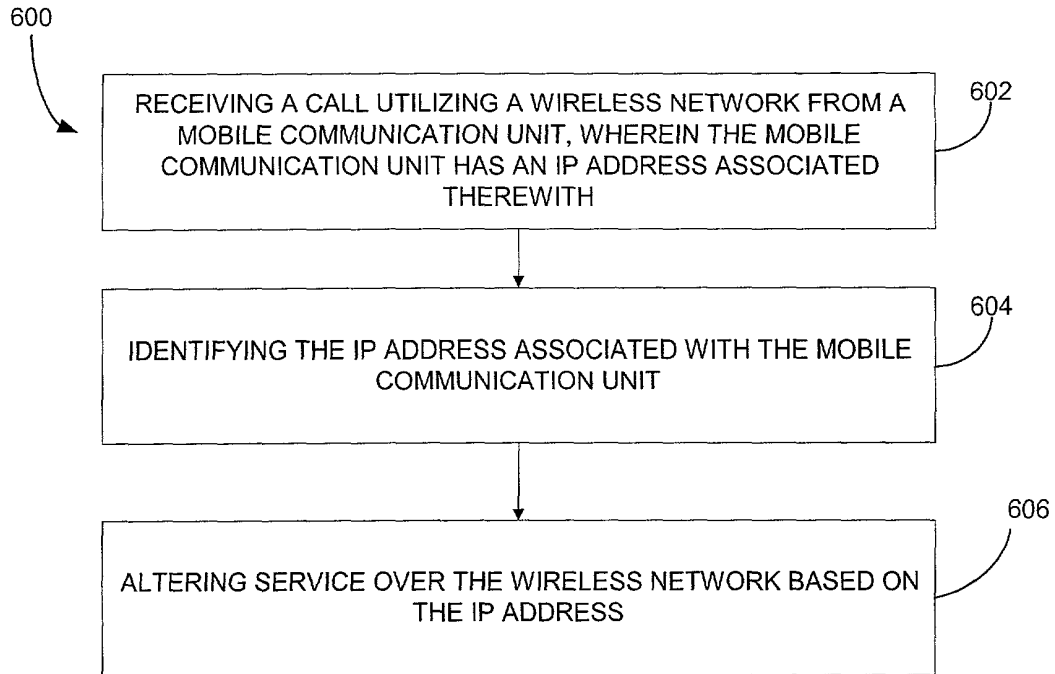 600
RECEIVING A CALL UTILIZING A WIRELESS NETWORK FROM A
MOBILE COMMUNICATION UNIT, WHEREIN THE MOBILE
COMMUNICATION UNIT HAS AN IP ADDRESS ASSOCIATED
THEREWITH
602
IDENTIFYING THE IP ADDRESS ASSOCIATED WITH THE MOBILE
COMMUNICATION UNIT
604
ALTERING SERVICE OVER THE WIRELESS NETWORK BASED ON
THE IP ADDRESS
606